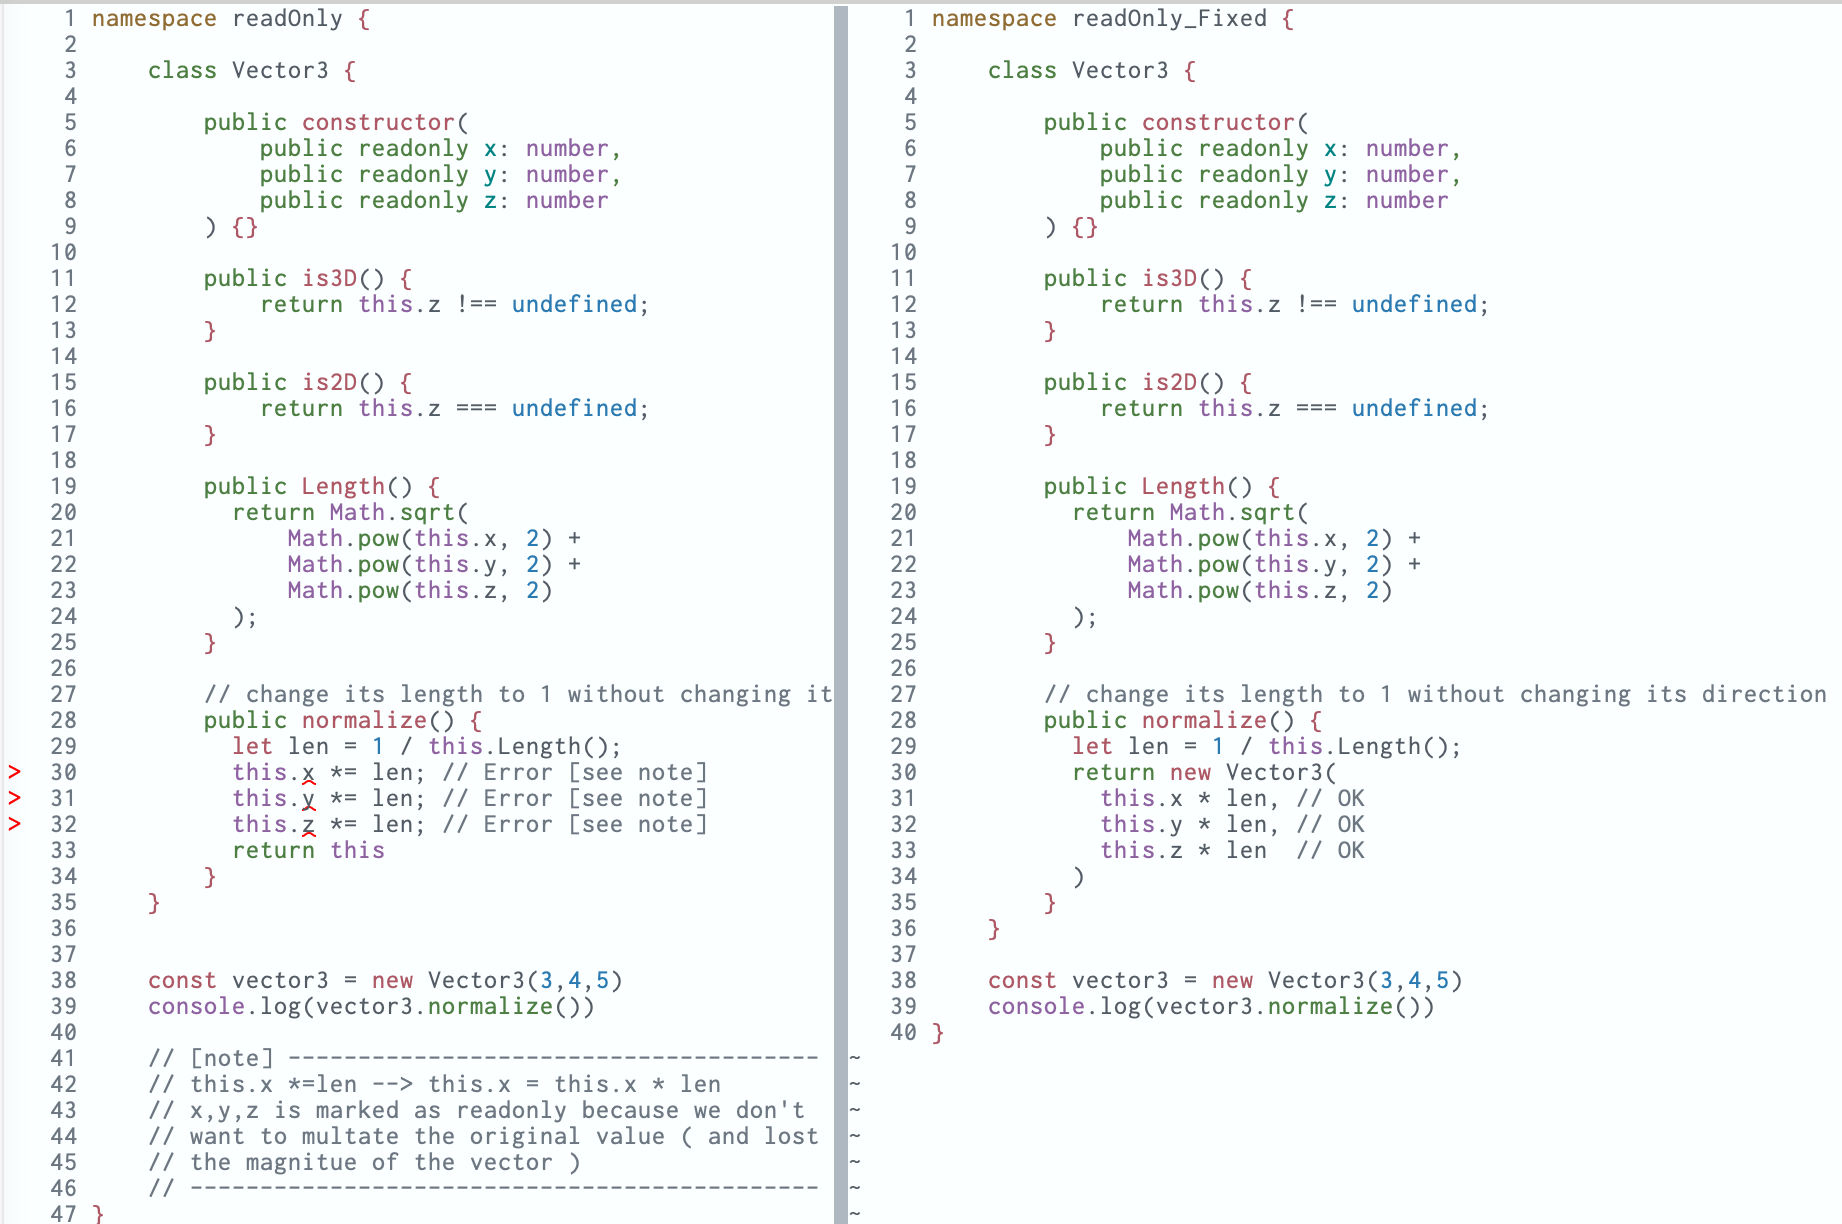 1 namespace readOnly {
2
3     class Vector3 {
4
5         public constructor(
6             public readonly x: number,
7             public readonly y: number,
8             public readonly z: number
9         ) {}
10
11         public is3D() {
12             return this.z !== undefined;
13         }
14
15         public is2D() {
16             return this.z === undefined;
17         }
18
19         public Length() {
20           return Math.sqrt(
21               Math.pow(this.x, 2) +
22               Math.pow(this.y, 2) +
23               Math.pow(this.z, 2)
24           );
25         }
26
27         // change its length to 1 without changing it
28         public normalize() {
29           let len = 1 / this.Length();
> 30           this.x *= len; // Error [see note]
> 31           this.y *= len; // Error [see note]
> 32           this.z *= len; // Error [see note]
33           return this
34         }
35     }
36
37
38     const vector3 = new Vector3(3,4,5)
39     console.log(vector3.normalize())
40
41     // [note] --------------------------------------
42     // this.x *=len --> this.x = this.x * len
43     // x,y,z is marked as readonly because we don't
44     // want to multate the original value ( and lost
45     // the magnitue of the vector )
46     // ---------------------------------------------
47 }
1 namespace readOnly_Fixed {
2
3     class Vector3 {
4
5         public constructor(
6             public readonly x: number,
7             public readonly y: number,
8             public readonly z: number
9         ) {}
10
11         public is3D() {
12             return this.z !== undefined;
13         }
14
15         public is2D() {
16             return this.z === undefined;
17         }
18
19         public Length() {
20           return Math.sqrt(
21               Math.pow(this.x, 2) +
22               Math.pow(this.y, 2) +
23               Math.pow(this.z, 2)
24           );
25         }
26
27         // change its length to 1 without changing its direction
28         public normalize() {
29           let len = 1 / this.Length();
30           return new Vector3(
31             this.x * len, // OK
32             this.y * len, // OK
33             this.z * len  // OK
34           )
35         }
36     }
37
38     const vector3 = new Vector3(3,4,5)
39     console.log(vector3.normalize())
40 }
~
~
~
~
~
~
~